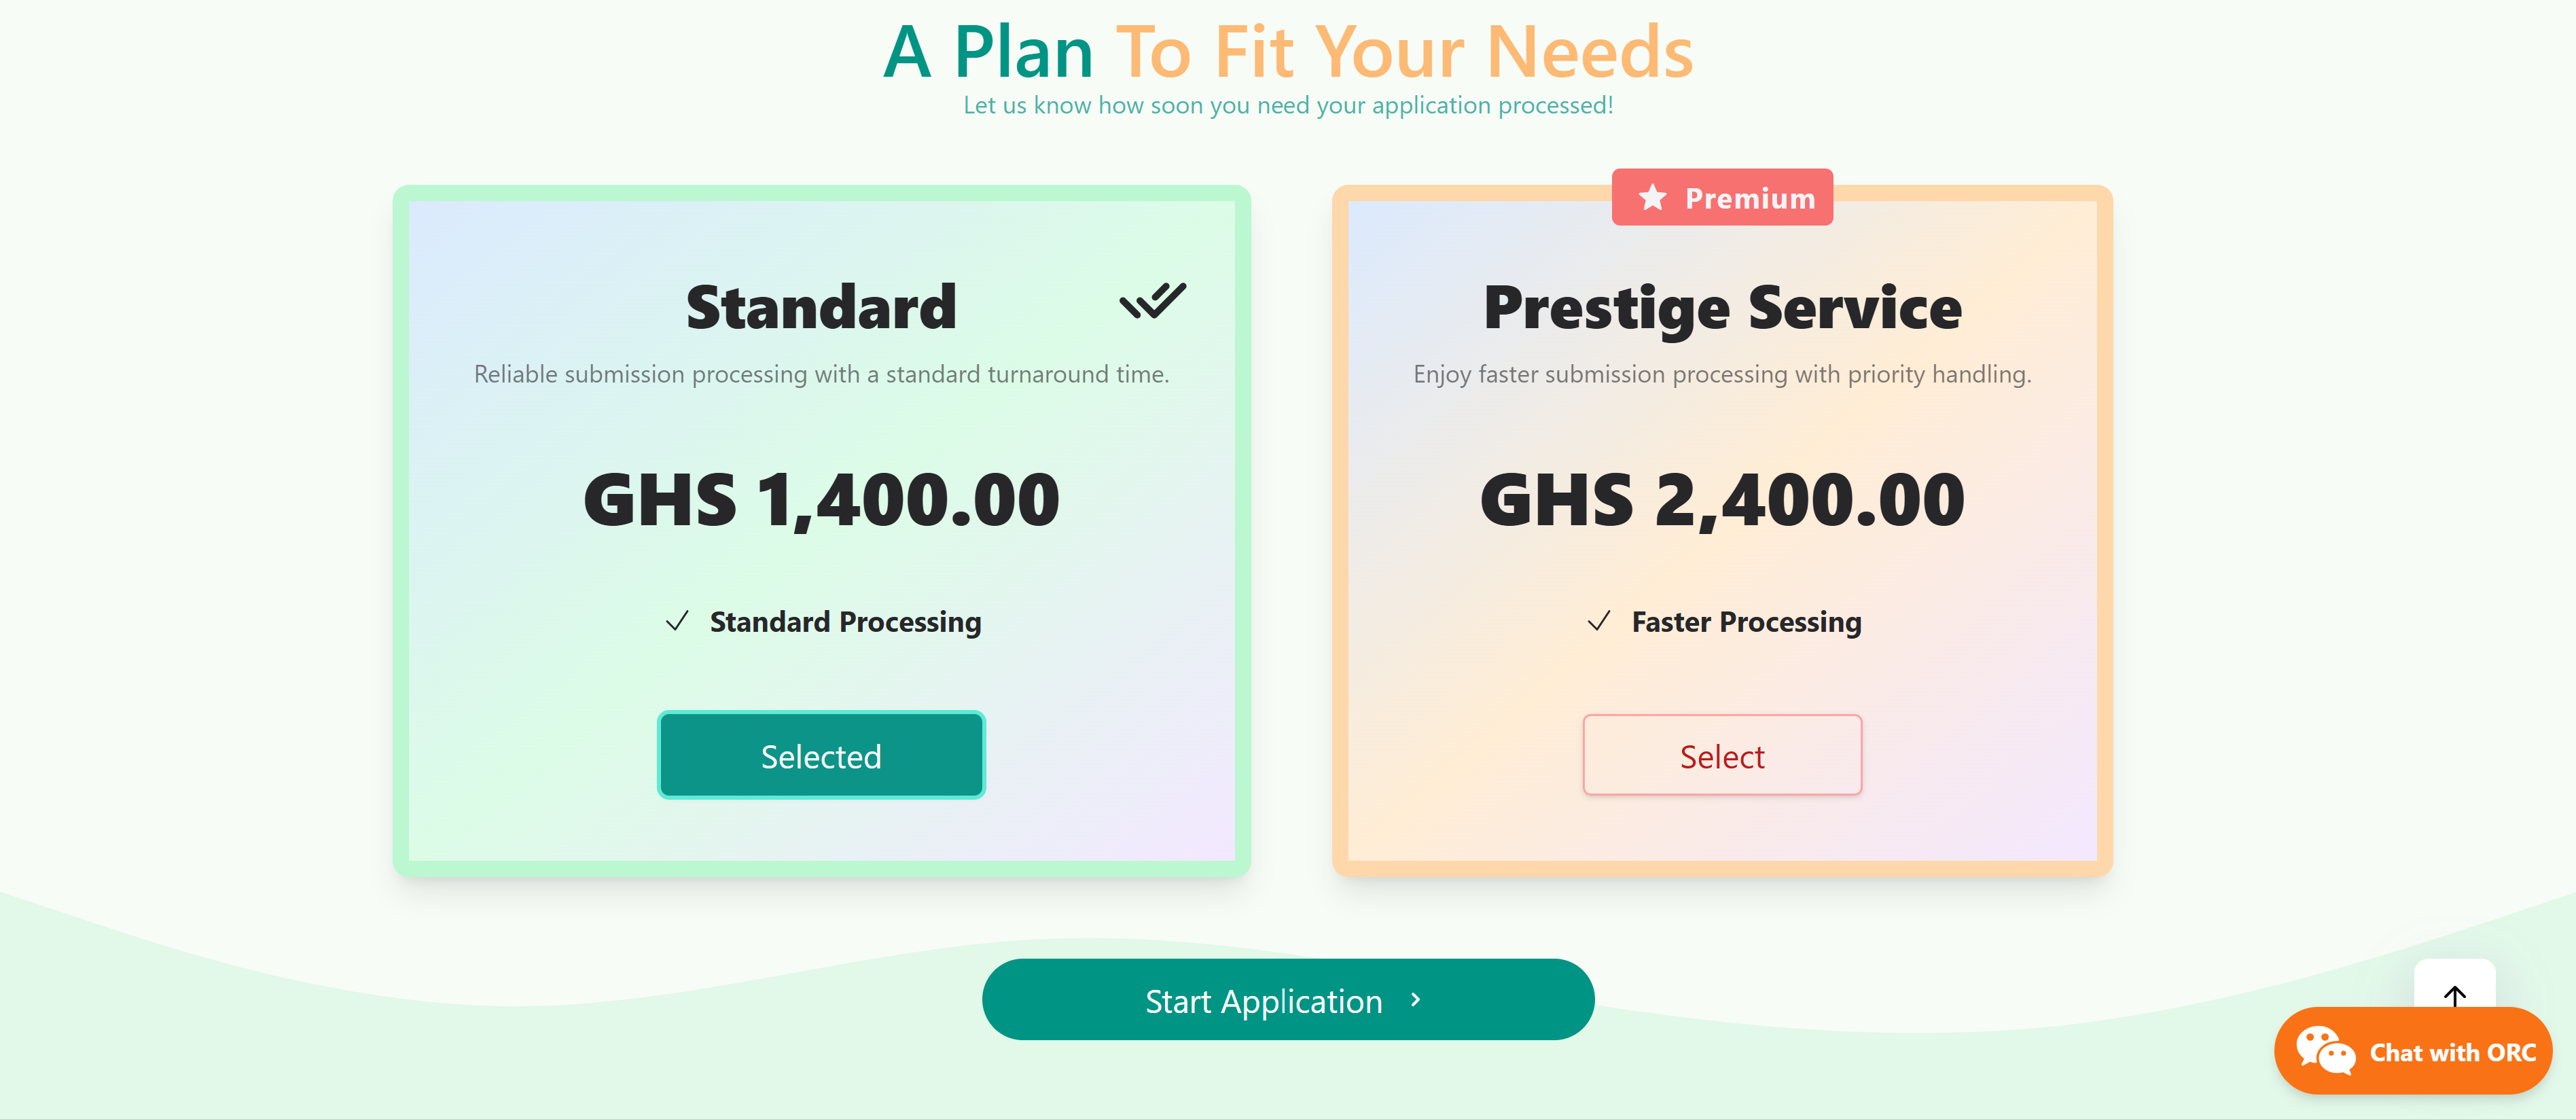 A Plan To Fit Your Needs
Let us know how soon you need your application processed!
Standard
Reliable submission processing with a standard turnaround time.
GHS 1,400.00
Standard Processing
Selected
Premium
Prestige Service
Enjoy faster submission processing with priority handling.
GHS 2,400.00
Faster Processing
Select
Start Application
Chat with ORC